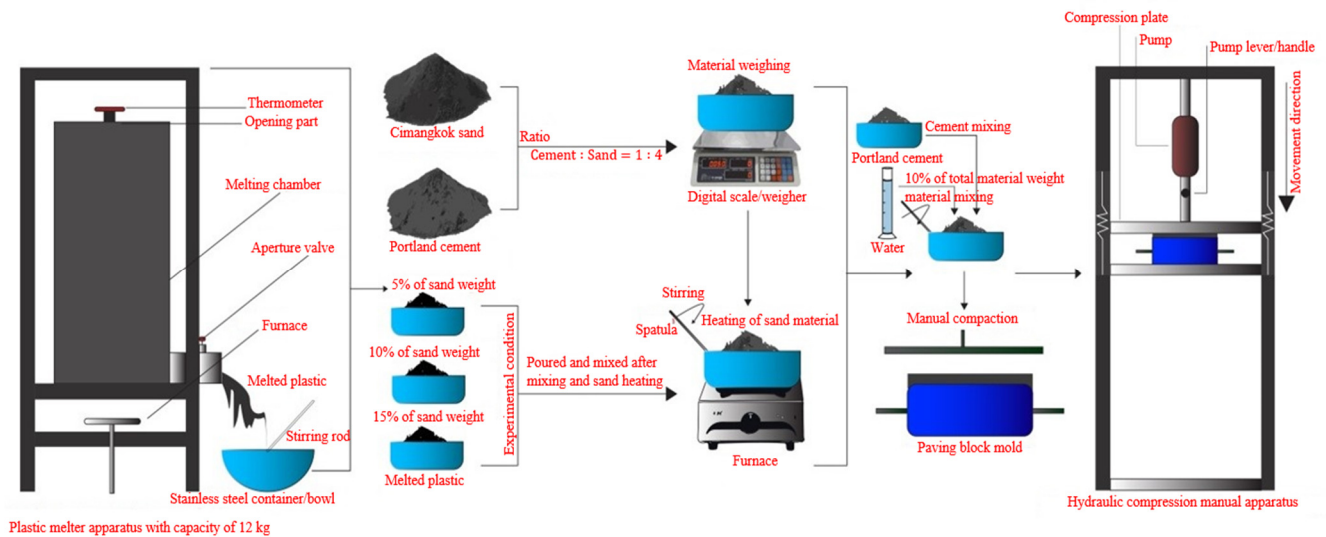 Thermometer
Opening part
Melting chamber
Aperture valve
Furnace
Melted plastic
Stirring rod
Stainless steel container/bowl
Plastic melter apparatus with capacity of 12 kg
Cimangkok sand
Portland cement
Ratio
Cement : Sand = 1 : 4
5% of sand weight
10% of sand weight
15% of sand weight
Melted plastic
Experimental condition
Poured and mixed after
mixing and sand heating
Material weighing
Digital scale/weigher
Stirring
Spatula
Heating of sand material
Furnace
Cement mixing
Portland cement
10% of total material weight
material mixing
Water
Manual compaction
Paving block mold
Compression plate
Pump
Pump lever/handle
Movement direction
Hydraulic compression manual apparatus